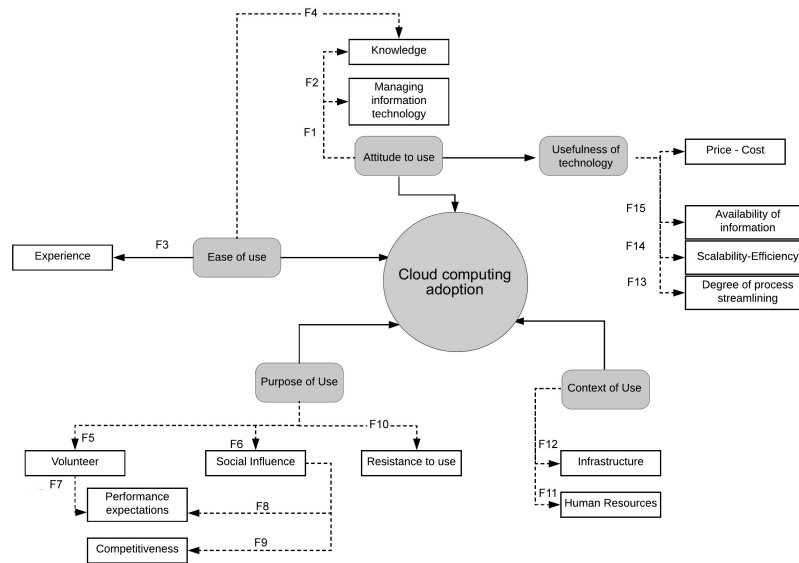 F4
Knowledge
F2
Managing
information
technology
F1
Attitude to use
Usefulness of
technology
Price - Cost
F15
Availability of
information
F14
Scalability-Efficiency
F13
Degree of process
streamlining
Experience
F3
Ease of use
Cloud computing
adoption
Purpose of Use
Context of Use
F5
F6
F10
F12
Volunteer
Social Influence
Resistance to use
Infrastructure
F7
Performance
expectations
F8
F11
Human Resources
Competitiveness
F9